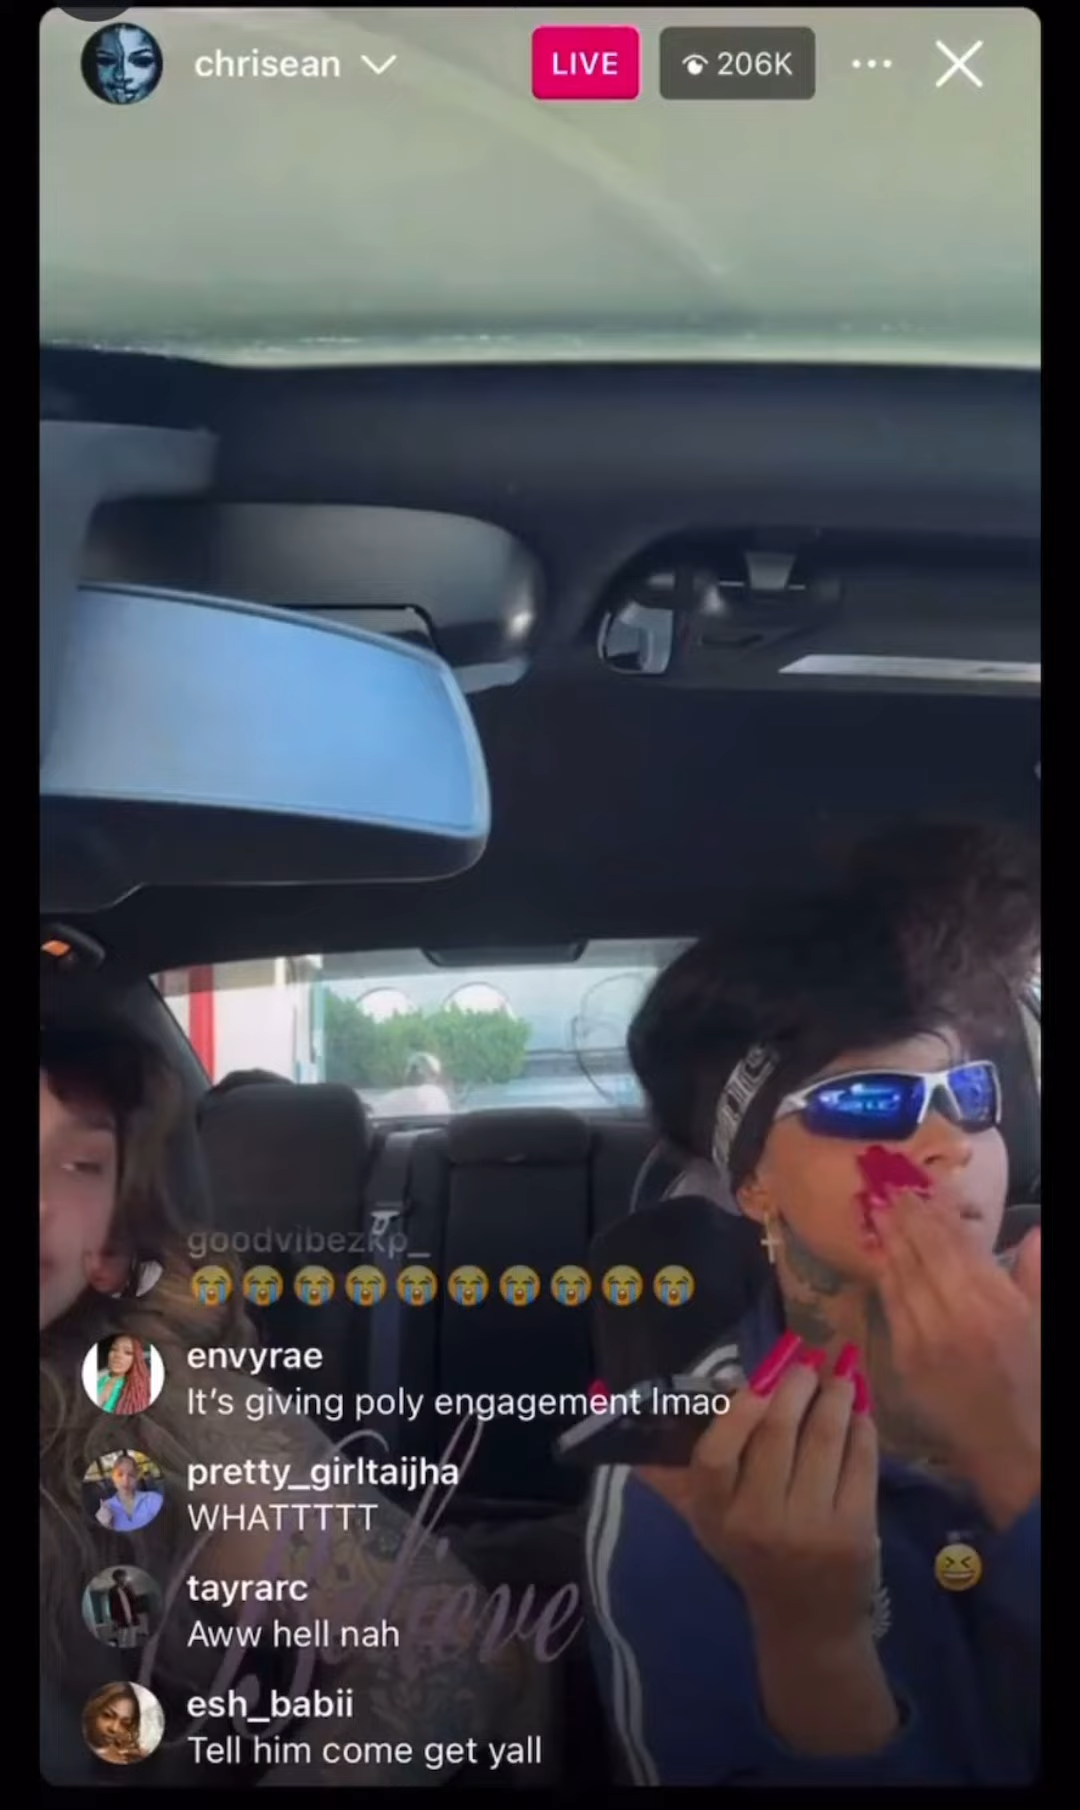 chrisean
LIVE
206K
goodvibezkp_
😭😭😭😭😭😭😭😭😭😭
envyrae
It's giving poly engagement lmao
pretty_girltaijha
WHATTTTT
tayrarc
Aww hell nah
esh_babii
Tell him come get yall
Believe